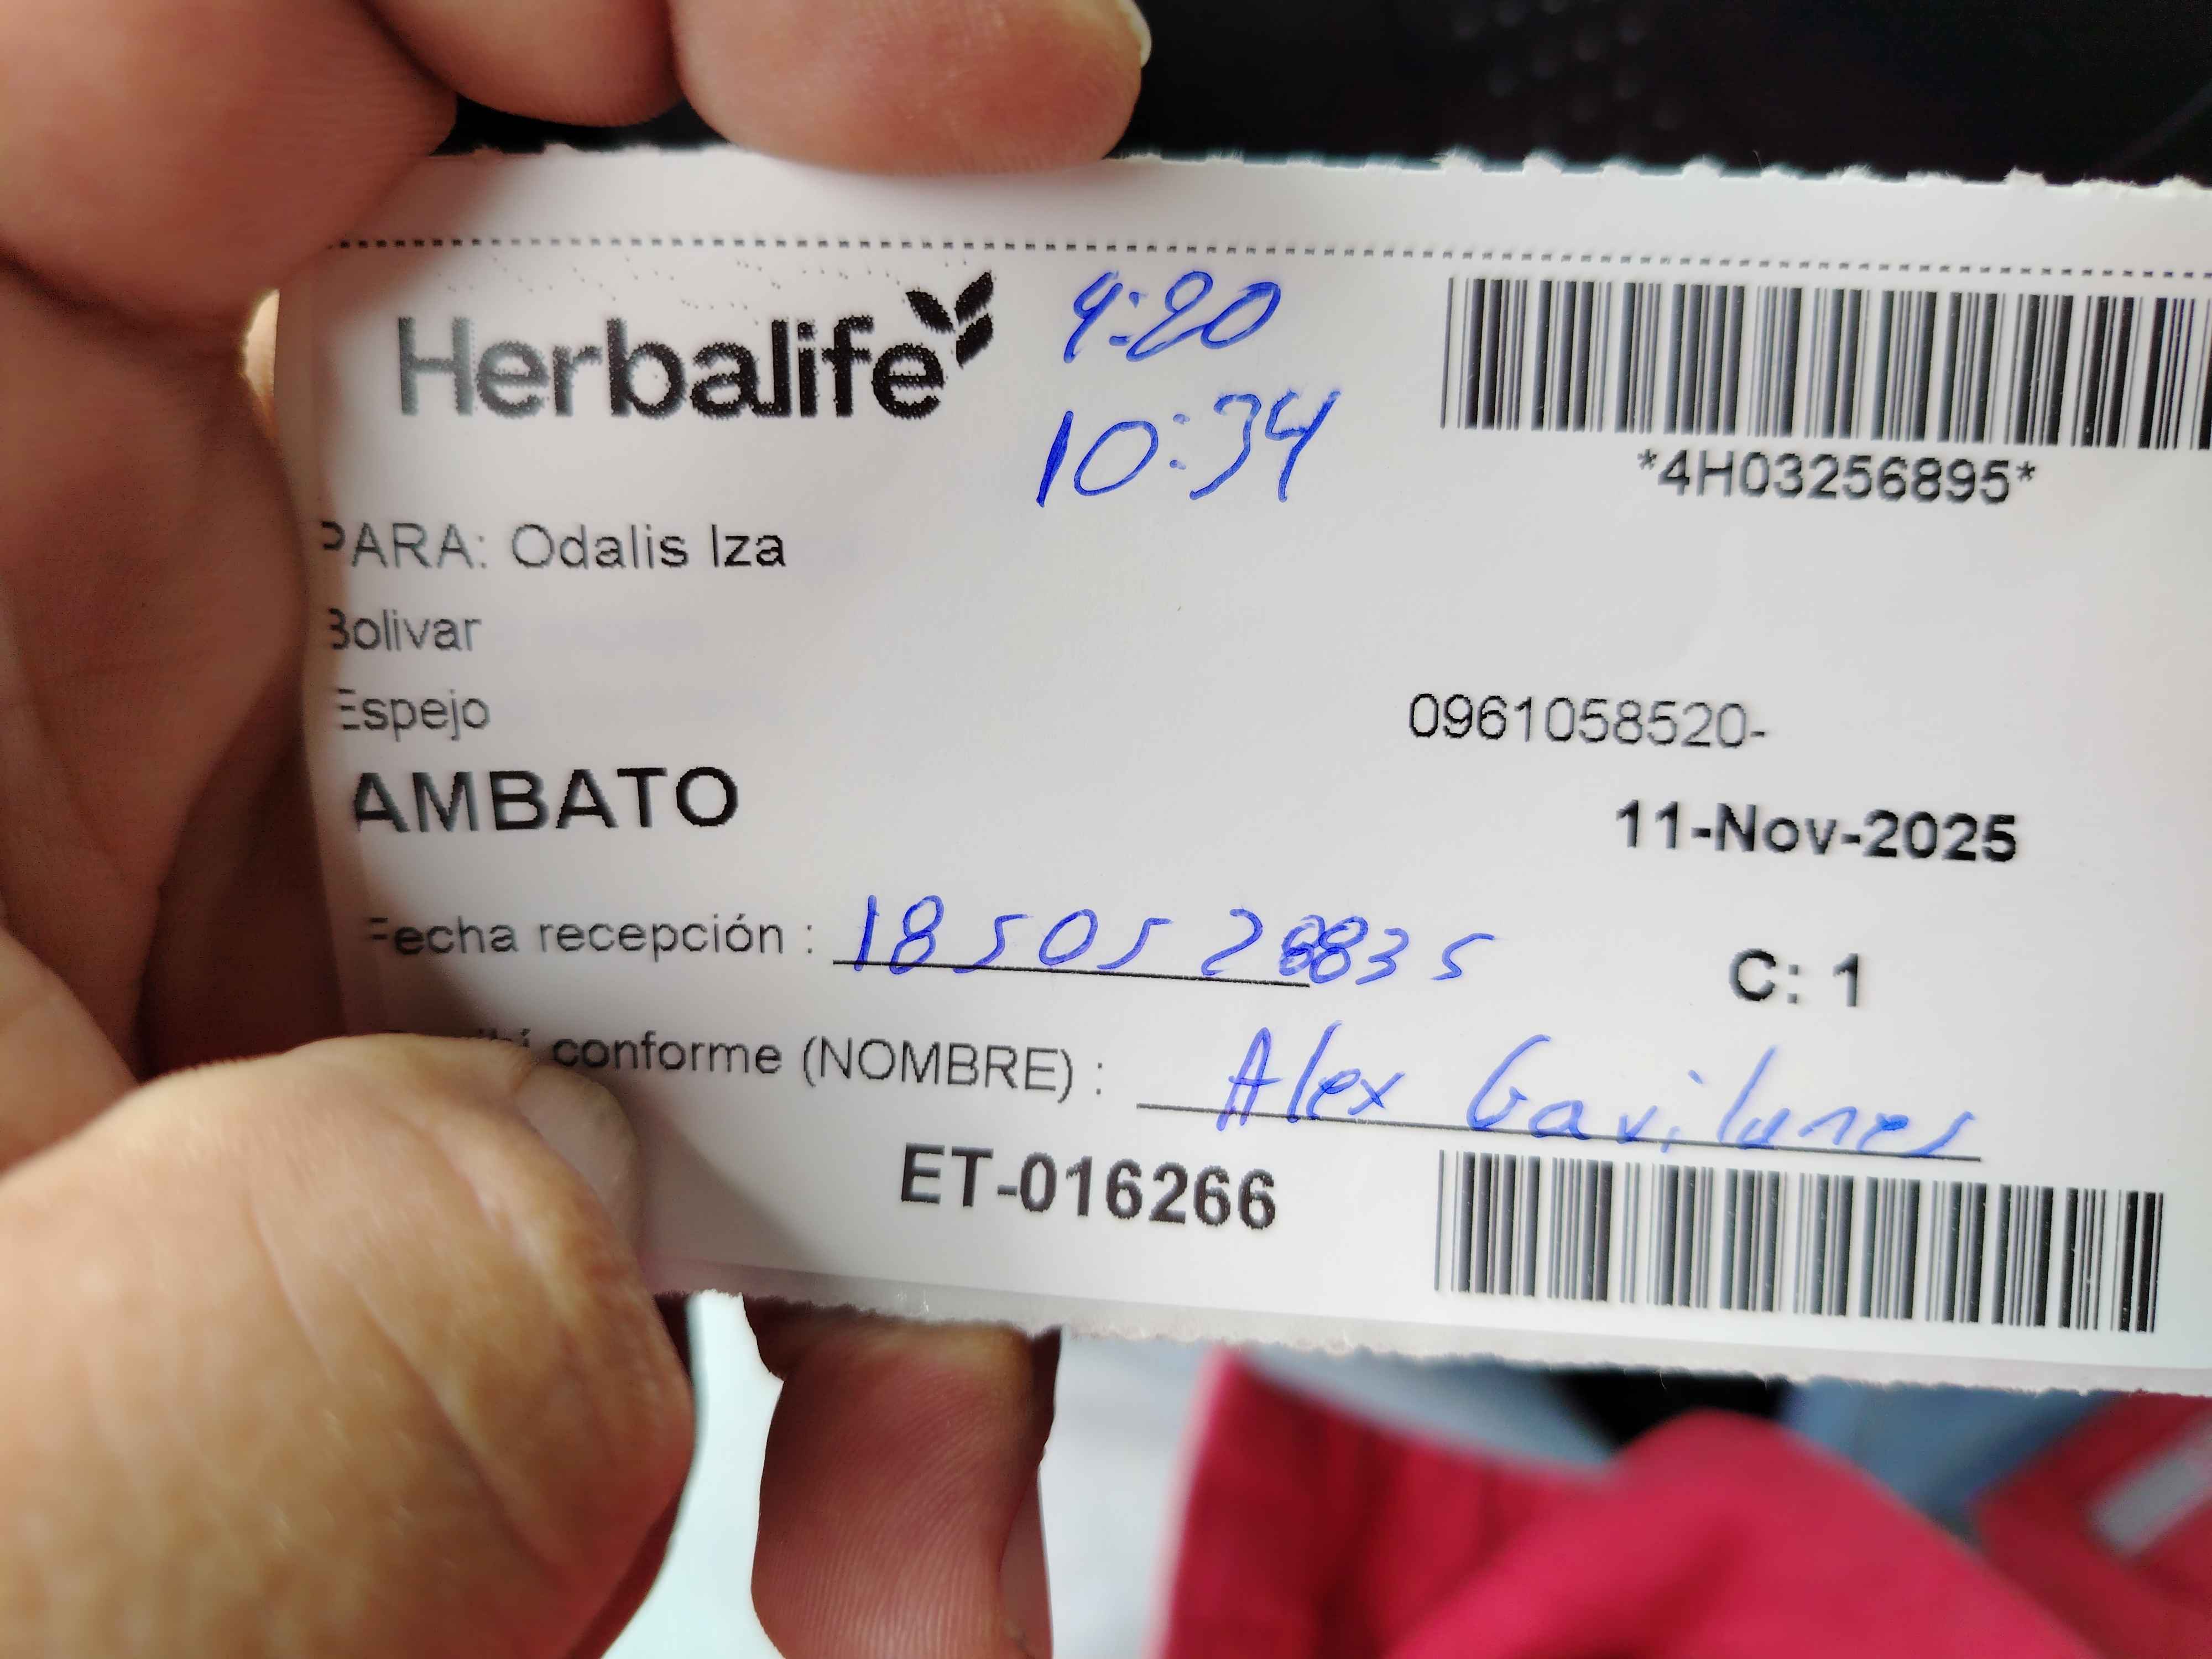 Herbalife
9:20
10:34
*4H03256895*
PARA: Odalis Iza
Bolivar
Espejo
0961058520-
AMBATO
11-Nov-2025
Fecha recepción :
C: 1
conforme (NOMBRE) : Alex Gavilanes
ET-016266